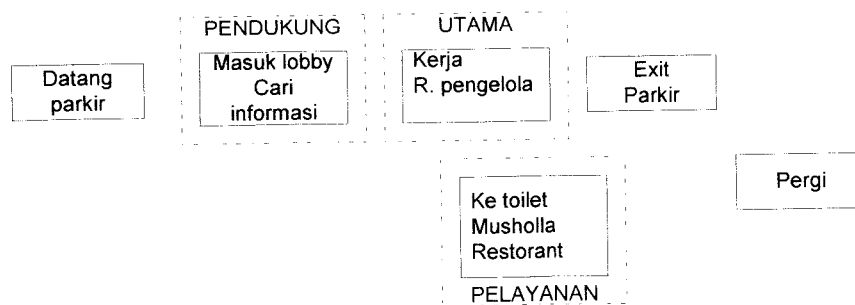 PENDUKUNG
UTAMA
Datang
parkir
Masuk lobby
Cari
informasi
Kerja
R. pengelola
Exit
Parkir
Pergi
Ke toilet
Musholla
Restorant
PELAYANAN